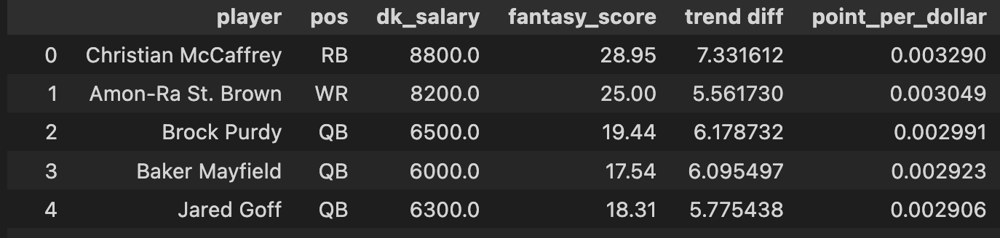 player pos dk_salary fantasy_score trend diff point_per_dollar
0 Christian McCaffrey RB 8800.0 28.95 7.331612 0.003290
1 Amon-Ra St. Brown WR 8200.0 25.00 5.561730 0.003049
2 Brock Purdy QB 6500.0 19.44 6.178732 0.002991
3 Baker Mayfield QB 6000.0 17.54 6.095497 0.002923
4 Jared Goff QB 6300.0 18.31 5.775438 0.002906